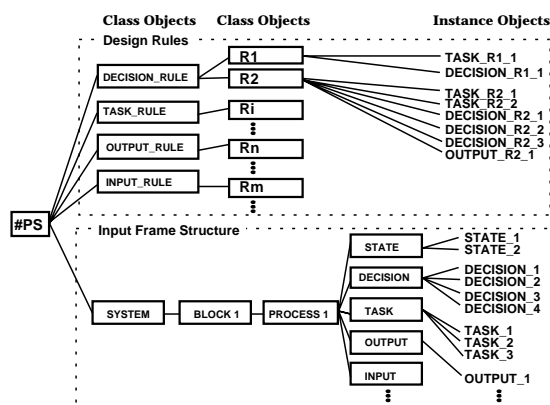 Class Objects Class Objects Instance Objects
Design Rules
DECISION_RULE
TASK_RULE
OUTPUT_RULE
INPUT_RULE
R1
R2
Ri
Rn
Rm
TASK_R1_1
DECISION_R1_1
TASK_R2_1
TASK_R2_2
DECISION_R2_1
DECISION_R2_2
DECISION_R2_3
OUTPUT_R2_1
#PS
Input Frame Structure
SYSTEM
BLOCK 1
PROCESS 1
STATE
DECISION
TASK
OUTPUT
INPUT
STATE_1
STATE_2
DECISION_1
DECISION_2
DECISION_3
DECISION_4
TASK_1
TASK_2
TASK_3
OUTPUT_1